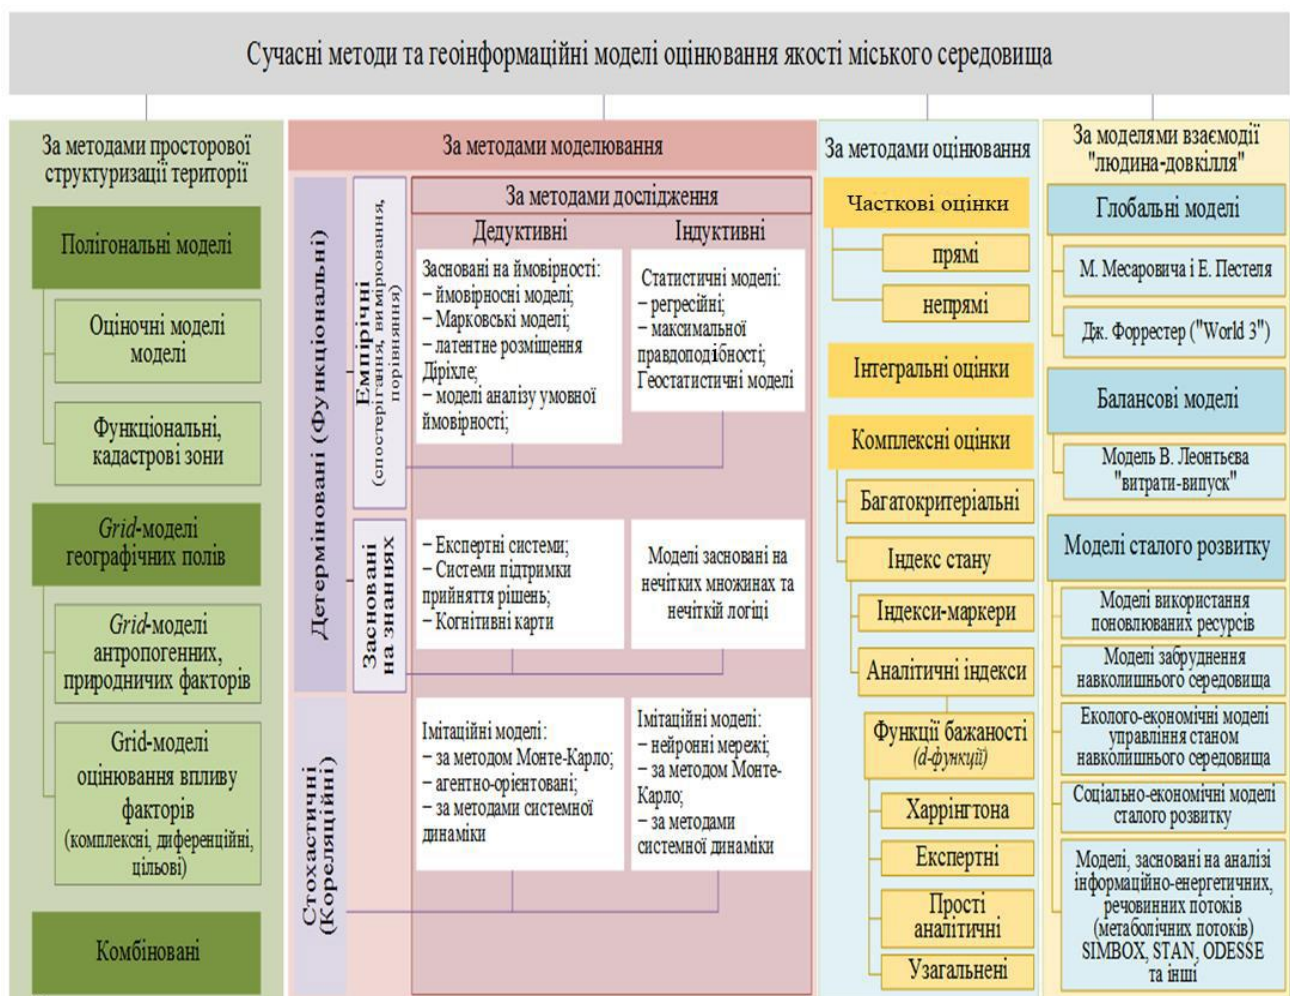 Сучасні методи та геоінформаційні моделі оцінювання якості міського середовища
За методами просторової
структуризації території
Полігональні моделі
Оціночні моделі
моделі
Функціональні,
кадастрові зони
Grid-моделі
географічних полів
Grid-моделі
антропогенних,
природничих факторів
Grid-моделі
оцінювання впливу
факторів
(комплексні, диференційні,
цільові)
Комбіновані
За методами моделювання
Детерміновані (Функціональні)
Стохастичні
(Кореляційні)
Емпірічні
(спостерігання, вимірювання,
порівняння)
Засновані
на знаннях
За методами дослідження
Дедуктивні
Індуктивні
Засновані на ймовірності:
– ймовірносні моделі;
– Марковські моделі;
– латентне розміщення
Діріхле;
– моделі аналізу умовної
ймовірності;
Статистичні моделі:
– регресійні;
– максимальної
правдоподібності;
Геостатистичні моделі
– Експертні системи;
– Системи підтримки
прийняття рішень;
– Когнітивні карти
Моделі засновані на
нечітких множинах та
нечіткій логіці
Імітаційні моделі:
– за методом Монте-Карло;
– агентно-орієнтовані;
– за методами системної
динаміки
Імітаційні моделі:
– нейронні мережі;
– за методом Монте-
Карло;
– за методами
системної динаміки
За методами оцінювання
Часткові оцінки
прямі
непрямі
Інтегральні оцінки
Комплексні оцінки
Багатокритеріальні
Індекс стану
Індекси-маркери
Аналітичні індекси
Функції бажаності
(d-функції)
Харрінгтона
Експертні
Прості
аналітичні
Узагальнені
За моделями взаємодії
"людина-довкілля"
Глобальні моделі
М. Месаровича і Е. Пестеля
Дж. Форрестер ("World 3")
Балансові моделі
Модель В. Леонтьєва
"витрати-випуск"
Моделі сталого розвитку
Моделі використання
поновлюваних ресурсів
Моделі забруднення
навколишнього середовища
Еколого-економічні моделі
управління станом
навколишнього середовища
Соціально-економічні моделі
сталого розвитку
Моделі, засновані на аналізі
інформаційно-енергетичних,
речовинних потоків
(метаболічних потоків)
SIMBOX, STAN, ODESSE
та інші